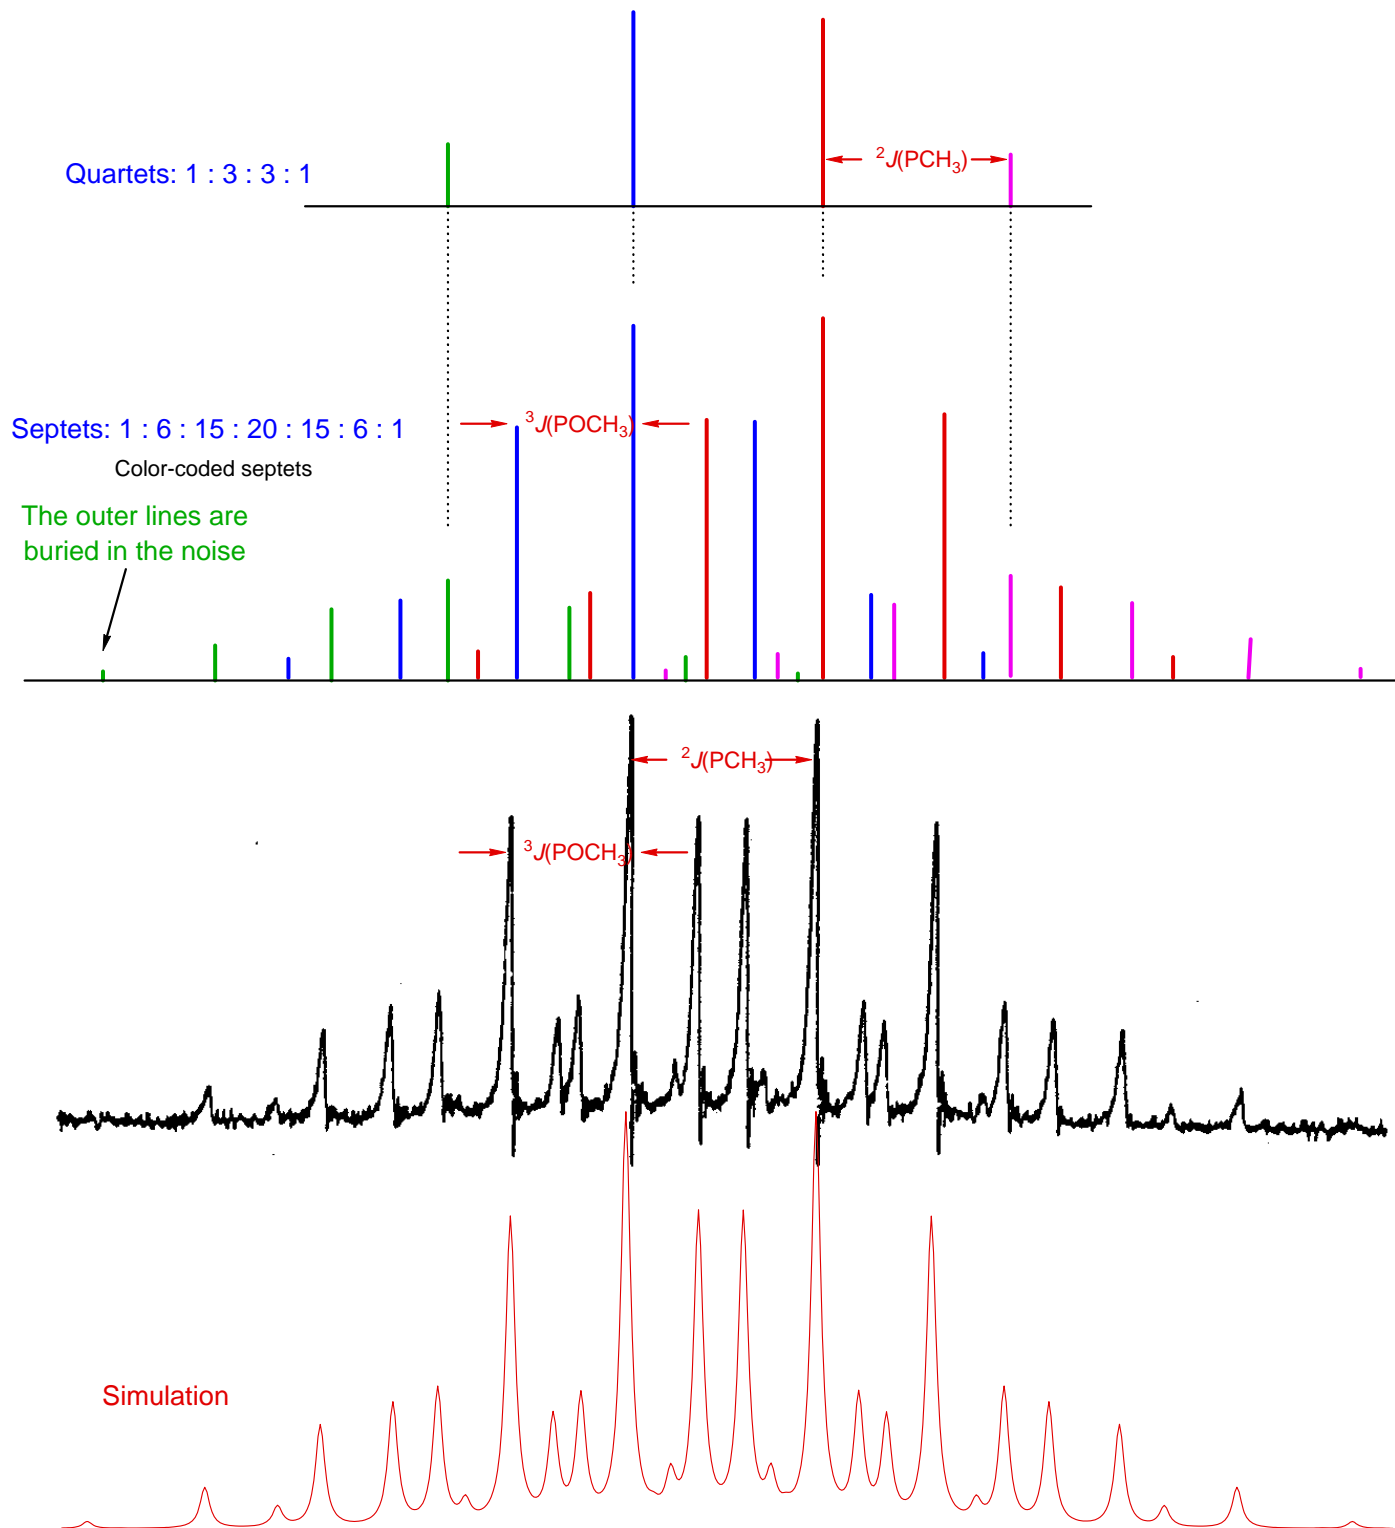 Quartets: 1 : 3 : 3 : 1
²J(PCH₃)
Septets: 1 : 6 : 15 : 20 : 15 : 6 : 1
³J(POCH₃)
Color-coded septets
The outer lines are
buried in the noise
²J(PCH₃)
³J(POCH₃)
Simulation